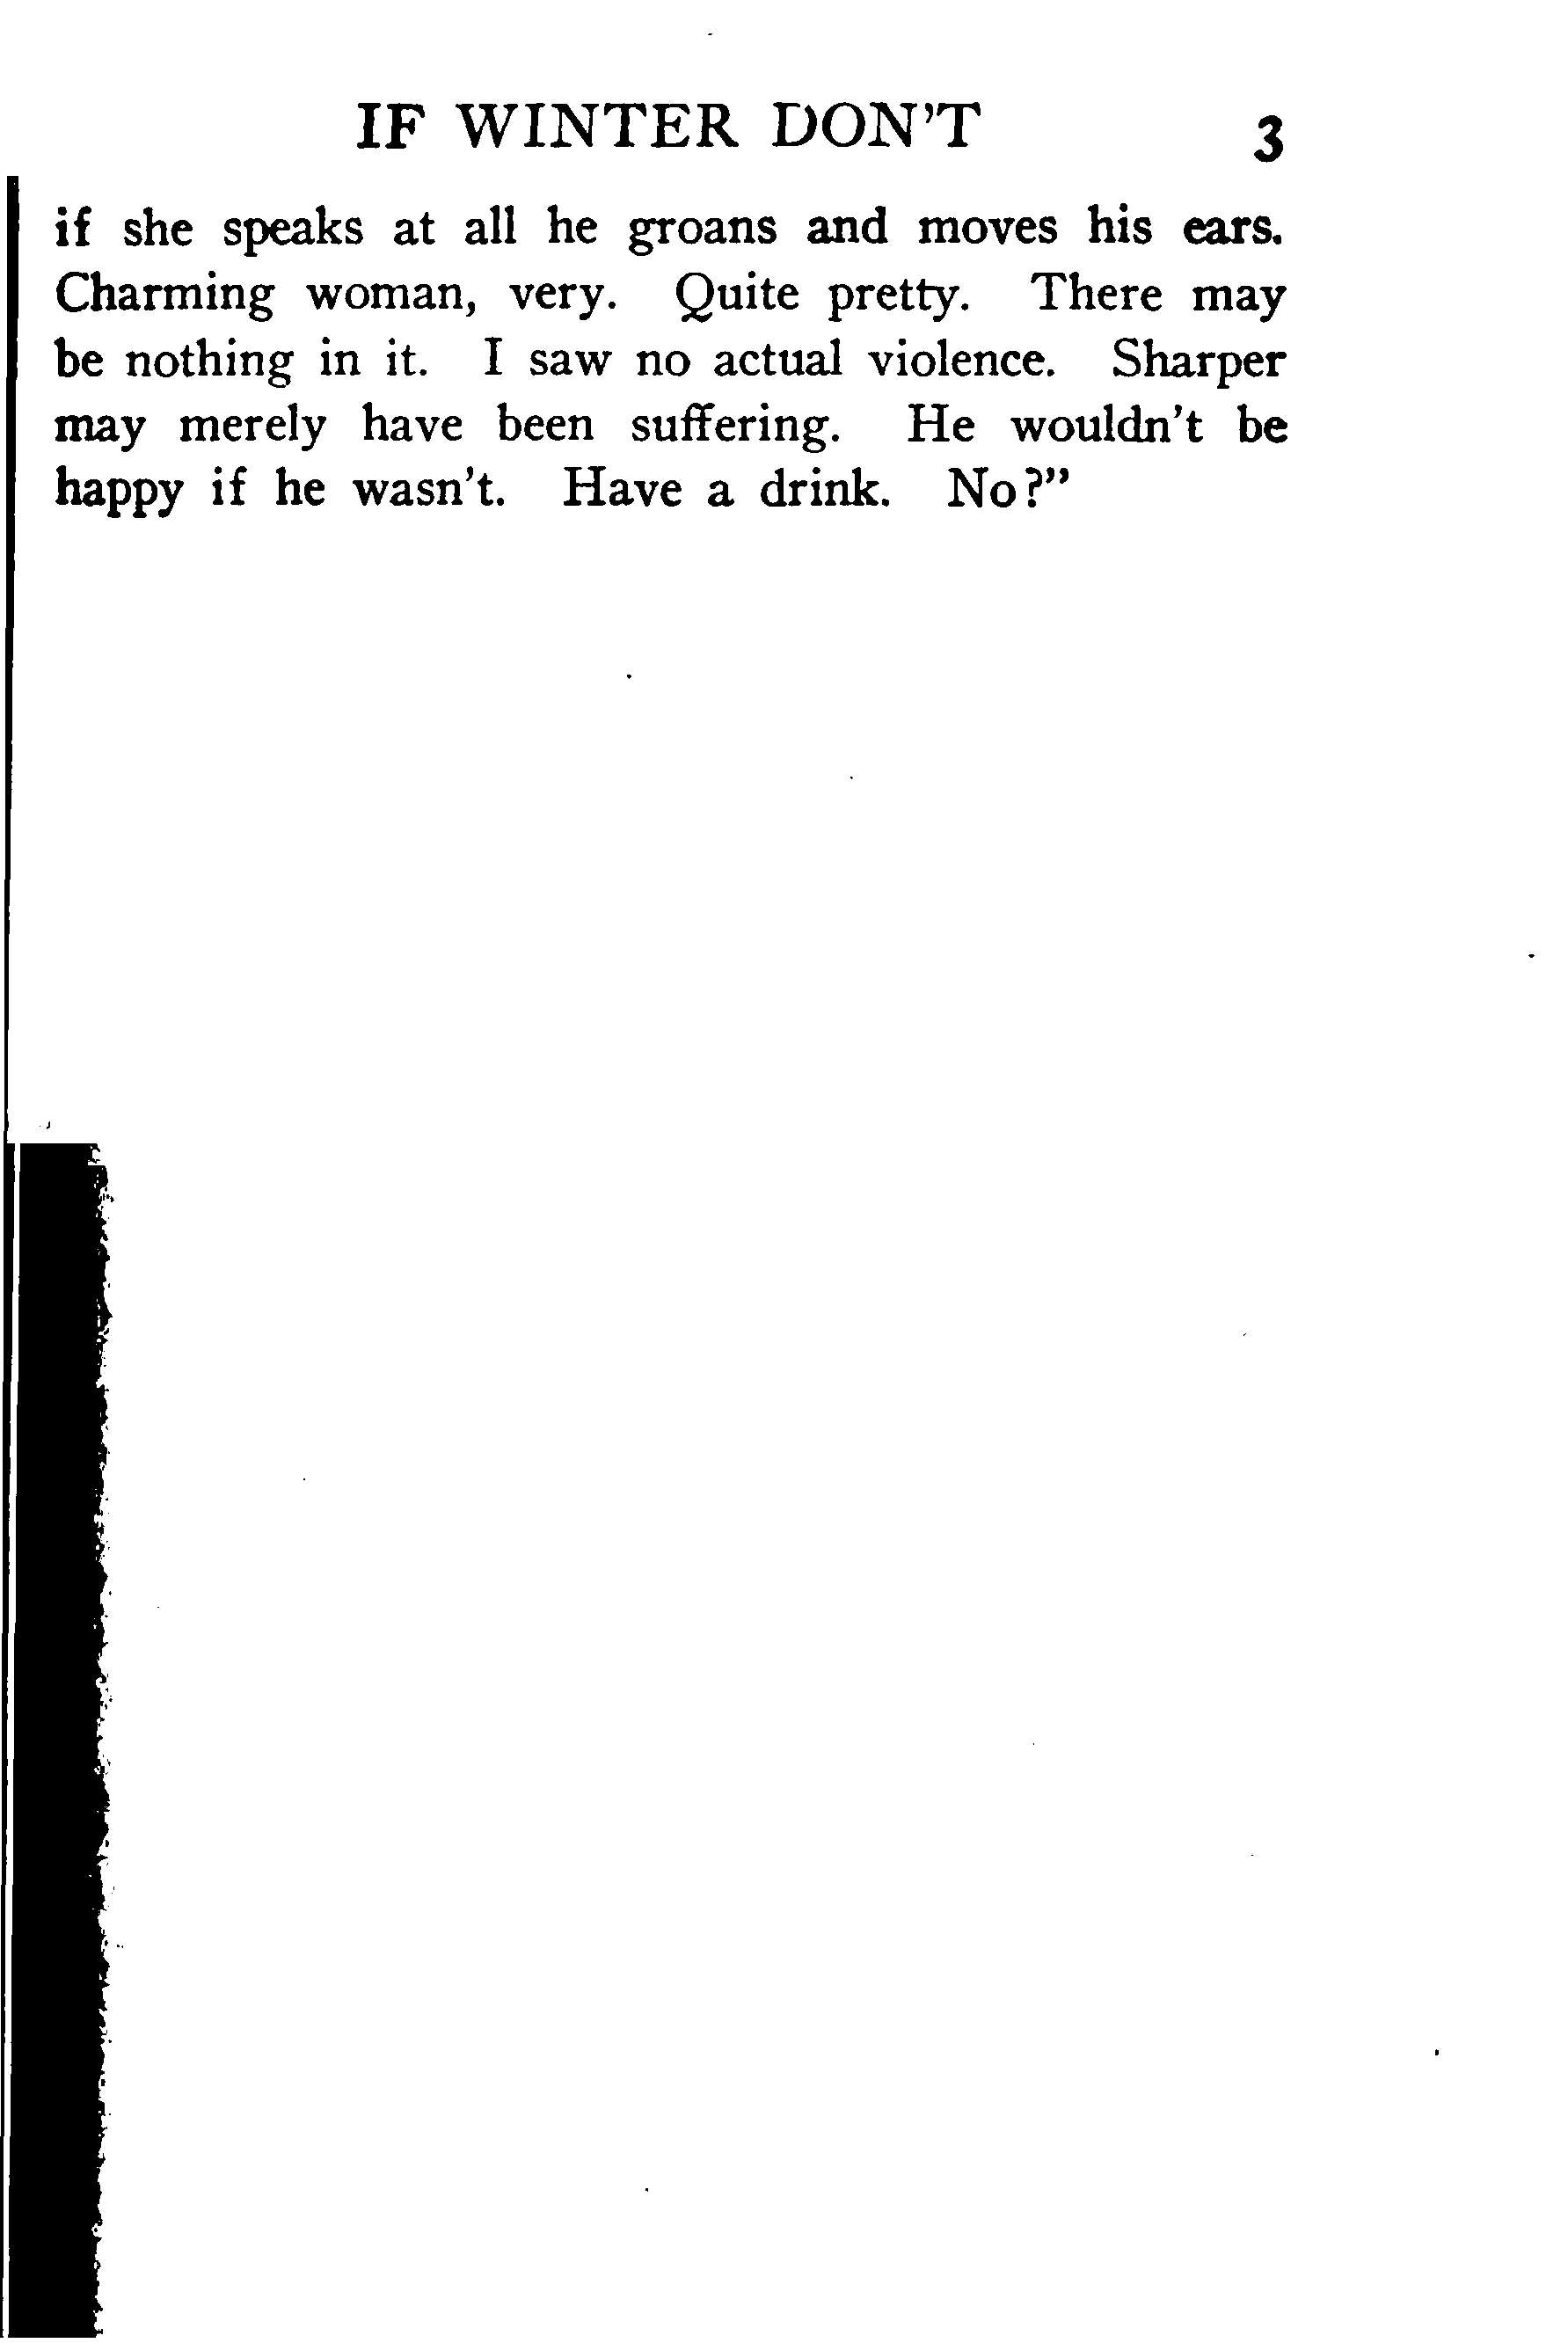 IF WINTER DON'T 3
if she speaks at all he groans and moves his ears.
Charming woman, very. Quite pretty. There may
be nothing in it. I saw no actual violence. Sharper
may merely have been suffering. He wouldn't be
happy if he wasn't. Have a drink. No?"